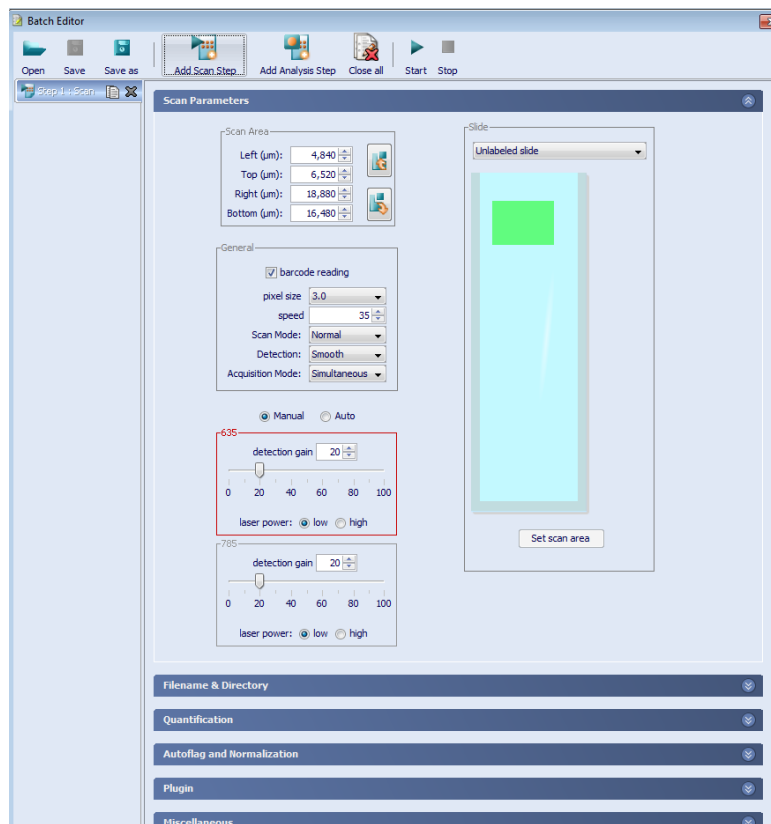 Batch Editor
Open Save Save as Add Scan Step Add Analysis Step Close all Start Stop
Step 1 : Scan
Scan Parameters
Scan Area
Left (µm): 4,840
Top (µm): 6,520
Right (µm): 18,880
Bottom (µm): 16,480
General
barcode reading
pixel size 3.0
speed 35
Scan Mode: Normal
Detection: Smooth
Acquisition Mode: Simultaneous
Manual Auto
635
detection gain 20
0 20 40 60 80 100
laser power: low high
785
detection gain 20
0 20 40 60 80 100
laser power: low high
Slide
Unlabeled slide
Set scan area
Filename & Directory
Quantification
Autoflag and Normalization
Plugin
Miscellaneous